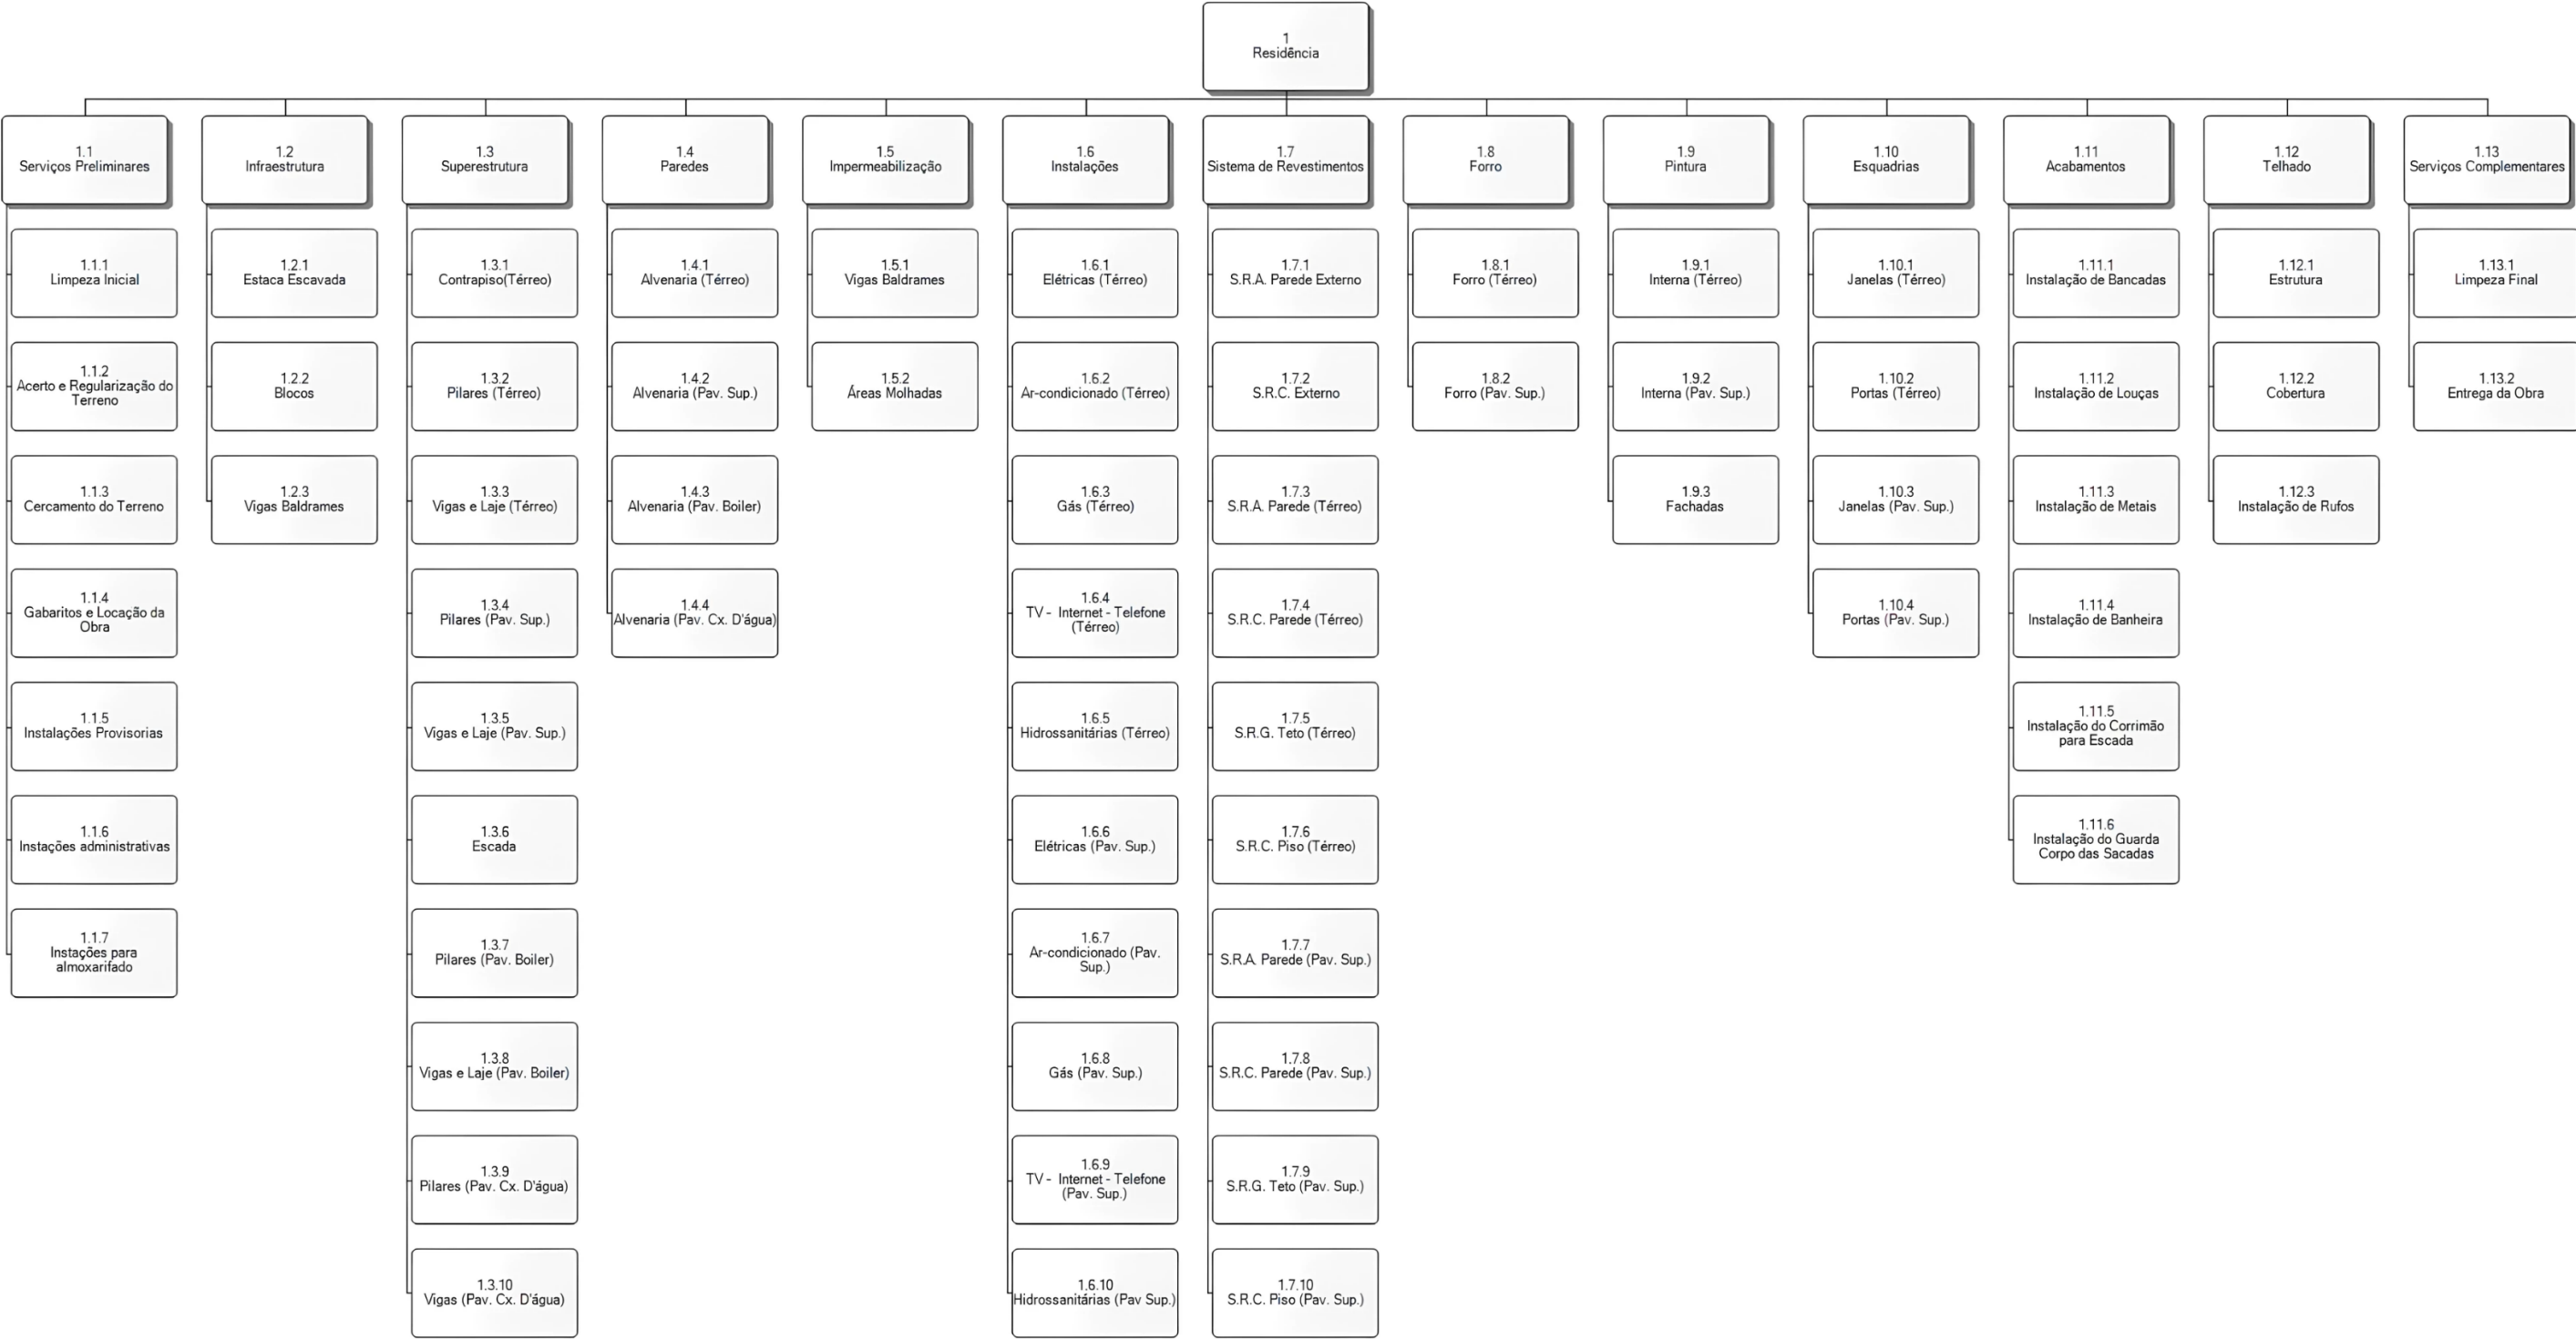 1
Residência
1.1
Serviços Preliminares
1.1.1
Limpeza Inicial
1.1.2
Acerto e Regularização do
Terreno
1.1.3
Cercamento do Terreno
1.1.4
Gabaritos e Locação da
Obra
1.1.5
Instalações Provisorias
1.1.6
Instações administrativas
1.1.7
Instações para
almoxarifado
1.2
Infraestrutura
1.2.1
Estaca Escavada
1.2.2
Blocos
1.2.3
Vigas Baldrames
1.3
Superestrutura
1.3.1
Contrapiso(Térreo)
1.3.2
Pilares (Térreo)
1.3.3
Vigas e Laje (Térreo)
1.3.4
Pilares (Pav. Sup.)
1.3.5
Vigas e Laje (Pav. Sup.)
1.3.6
Escada
1.3.7
Pilares (Pav. Boiler)
1.3.8
Vigas e Laje (Pav. Boiler)
1.3.9
Pilares (Pav. Cx. D'água)
1.3.10
Vigas (Pav. Cx. D'água)
1.4
Paredes
1.4.1
Alvenaria (Térreo)
1.4.2
Alvenaria (Pav. Sup.)
1.4.3
Alvenaria (Pav. Boiler)
1.4.4
Alvenaria (Pav. Cx. D'água)
1.5
Impermeabilização
1.5.1
Vigas Baldrames
1.5.2
Áreas Molhadas
1.6
Instalações
1.6.1
Elétricas (Térreo)
1.6.2
Ar-condicionado (Térreo)
1.6.3
Gás (Térreo)
1.6.4
TV - Internet - Telefone
(Térreo)
1.6.5
Hidrossanitárias (Térreo)
1.6.6
Elétricas (Pav. Sup.)
1.6.7
Ar-condicionado (Pav.
Sup.)
1.6.8
Gás (Pav. Sup.)
1.6.9
TV - Internet - Telefone
(Pav. Sup.)
1.6.10
Hidrossanitárias (Pav Sup.)
1.7
Sistema de Revestimentos
1.7.1
S.R.A. Parede Externo
1.7.2
S.R.C. Externo
1.7.3
S.R.A. Parede (Térreo)
1.7.4
S.R.C. Parede (Térreo)
1.7.5
S.R.G. Teto (Térreo)
1.7.6
S.R.C. Piso (Térreo)
1.7.7
S.R.A. Parede (Pav. Sup.)
1.7.8
S.R.C. Parede (Pav. Sup.)
1.7.9
S.R.G. Teto (Pav. Sup.)
1.7.10
S.R.C. Piso (Pav. Sup.)
1.8
Forro
1.8.1
Forro (Térreo)
1.8.2
Forro (Pav. Sup.)
1.9
Pintura
1.9.1
Interna (Térreo)
1.9.2
Interna (Pav. Sup.)
1.9.3
Fachadas
1.10
Esquadrias
1.10.1
Janelas (Térreo)
1.10.2
Portas (Térreo)
1.10.3
Janelas (Pav. Sup.)
1.10.4
Portas (Pav. Sup.)
1.11
Acabamentos
1.11.1
Instalação de Bancadas
1.11.2
Instalação de Louças
1.11.3
Instalação de Metais
1.11.4
Instalação de Banheira
1.11.5
Instalação do Corrimão
para Escada
1.11.6
Instalação do Guarda
Corpo das Sacadas
1.12
Telhado
1.12.1
Estrutura
1.12.2
Cobertura
1.12.3
Instalação de Rufos
1.13
Serviços Complementares
1.13.1
Limpeza Final
1.13.2
Entrega da Obra